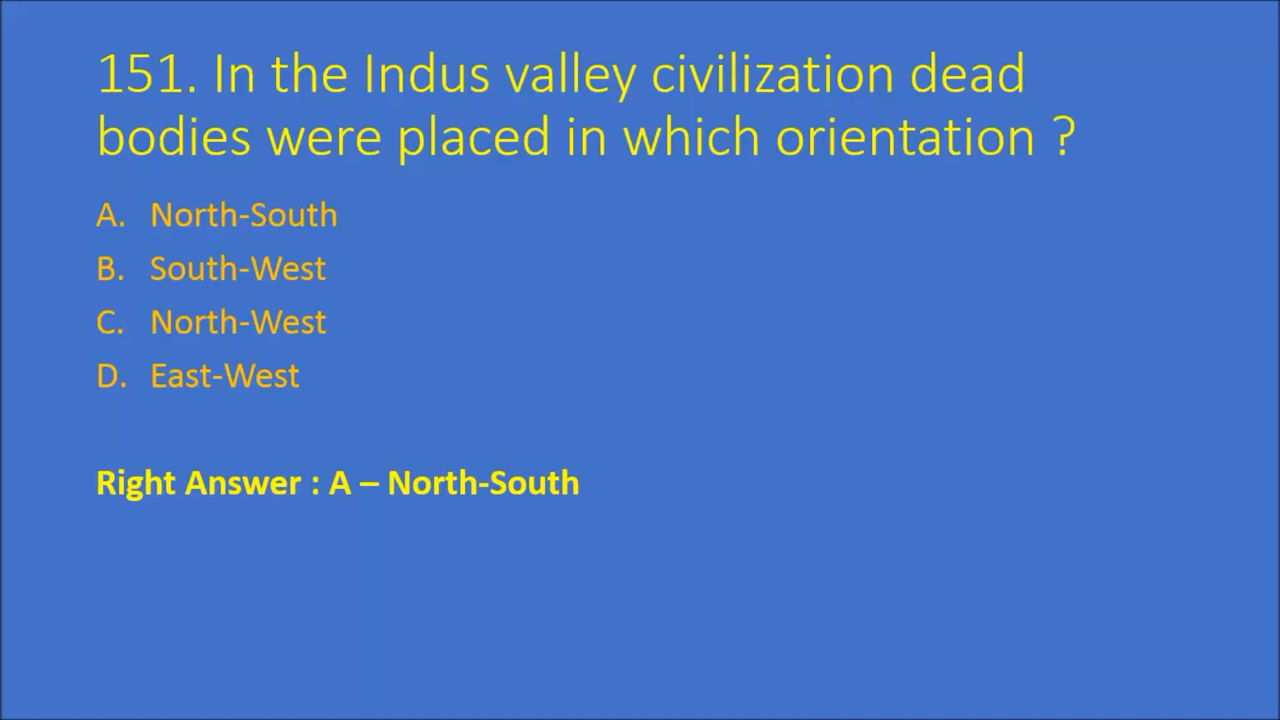 151. In the Indus valley civilization dead
bodies were placed in which orientation ?
A. North-South
B. South-West
C. North-West
D. East-West
Right Answer : A – North-South